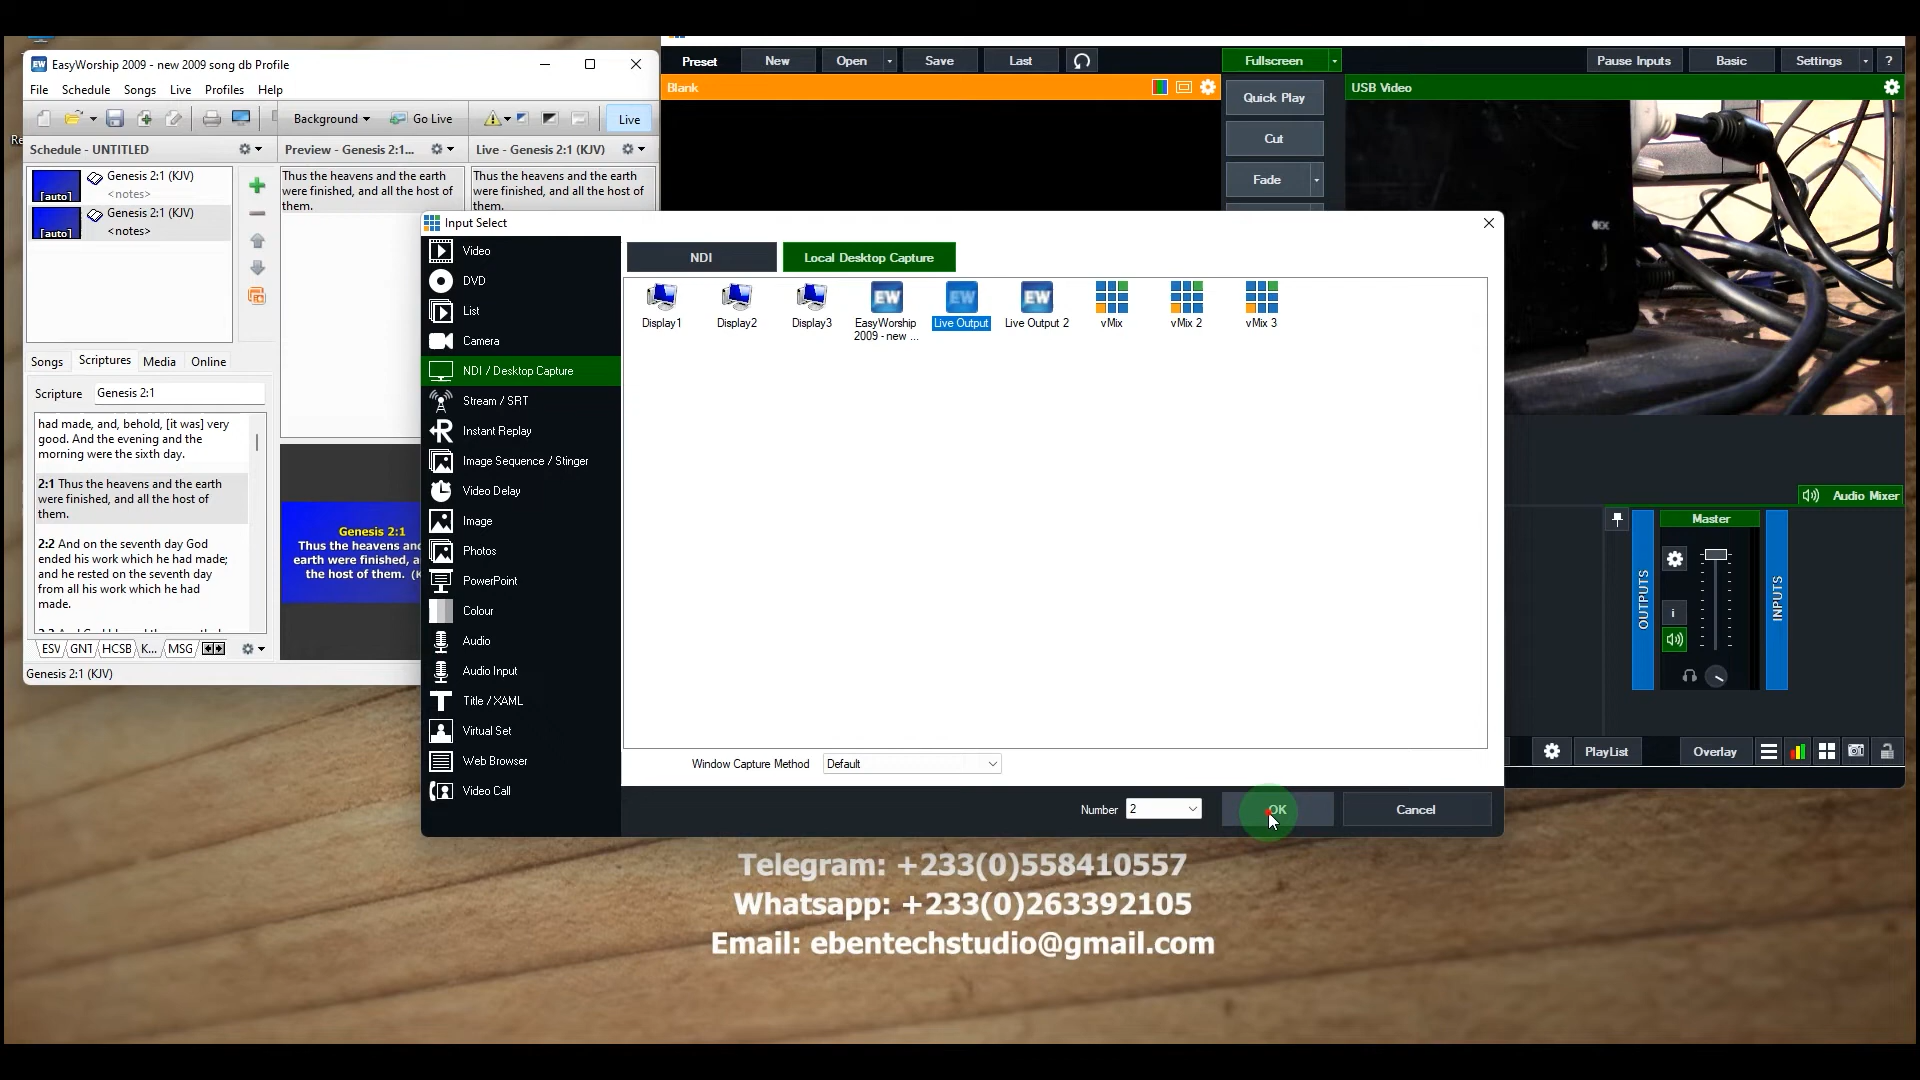 EasyWorship 2009 - new 2009 song db Profile
File Schedule Songs Live Profiles Help
Background Go Live Live
Schedule - UNTITLED
Genesis 2:1 (KJV)
<notes>
[auto]
Genesis 2:1 (KJV)
<notes>
[auto]
Preview - Genesis 2:1...
Thus the heavens and the earth
were finished, and all the host of
them.
Live - Genesis 2:1 (KJV)
Thus the heavens and the earth
were finished, and all the host of
them.
Songs Scriptures Media Online
Scripture Genesis 2:1
had made, and, behold, [it was] very
good. And the evening and the
morning were the sixth day.
2:1 Thus the heavens and the earth
were finished, and all the host of
them.
2:2 And on the seventh day God
ended his work which he had made;
and he rested on the seventh day
from all his work which he had
made.
ESV GNT HCSB K... MSG
Genesis 2:1 (KJV)
Genesis 2:1
Thus the heavens and
earth were finished, a
the host of them. (K
Preset New Open Save Last Fullscreen Pause Inputs Basic Settings ?
Blank
Quick Play
Cut
Fade
USB Video
Input Select
Video
DVD
List
Camera
NDI / Desktop Capture
Stream / SRT
Instant Replay
Image Sequence / Stinger
Video Delay
Image
Photos
PowerPoint
Colour
Audio
Audio Input
Title / XAML
Virtual Set
Web Browser
Video Call
NDI Local Desktop Capture
Display1 Display2 Display3 EasyWorship 2009 - new ... Live Output Live Output 2 vMix vMix 2 vMix 3
Window Capture Method Default
Number 2 OK Cancel
Audio Mixer
Master
OUTPUTS
INPUTS
PlayList Overlay
Telegram: +233(0)558410557
Whatsapp: +233(0)263392105
Email: ebentechstudio@gmail.com